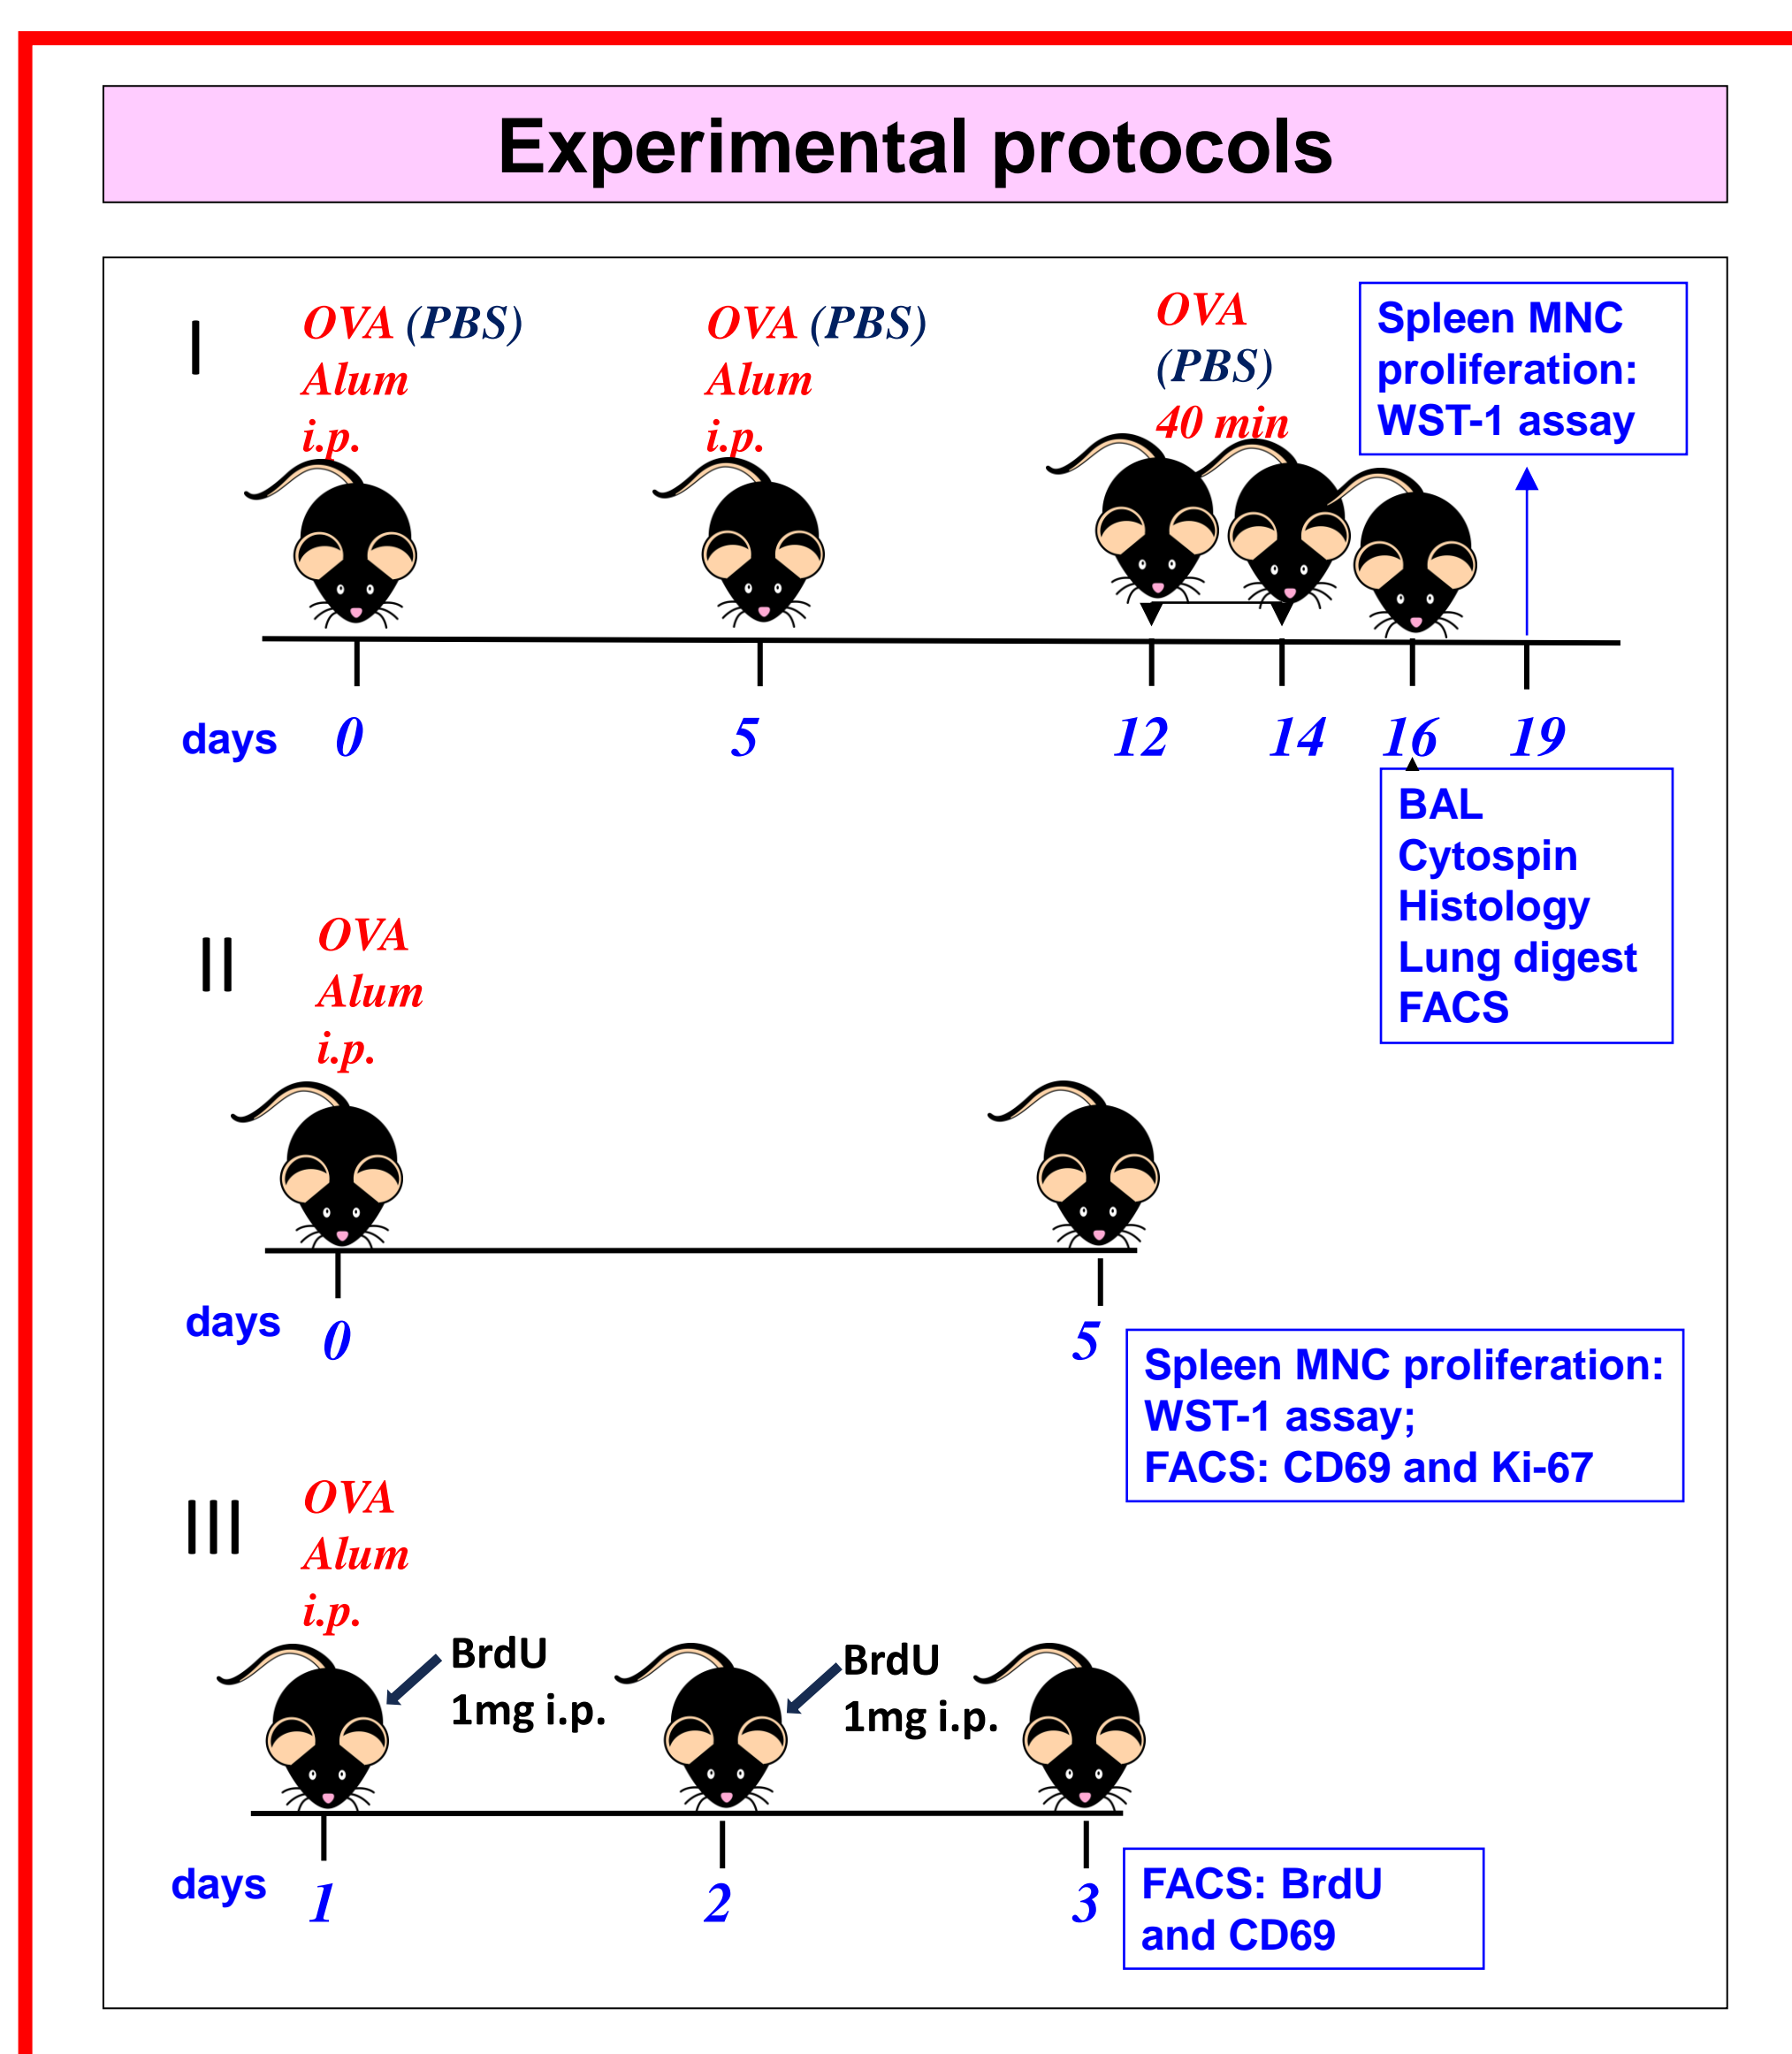 Experimental protocols
I
OVA (PBS)
Alum
i.p.
OVA (PBS)
Alum
i.p.
OVA
(PBS)
40 min
Spleen MNC
proliferation:
WST-1 assay
days 0 5 12 14 16 19
BAL
Cytospin
Histology
Lung digest
FACS
II
OVA
Alum
i.p.
days 0 5
Spleen MNC proliferation:
WST-1 assay;
FACS: CD69 and Ki-67
III
OVA
Alum
i.p.
BrdU
1mg i.p.
BrdU
1mg i.p.
days 1 2 3
FACS: BrdU
and CD69